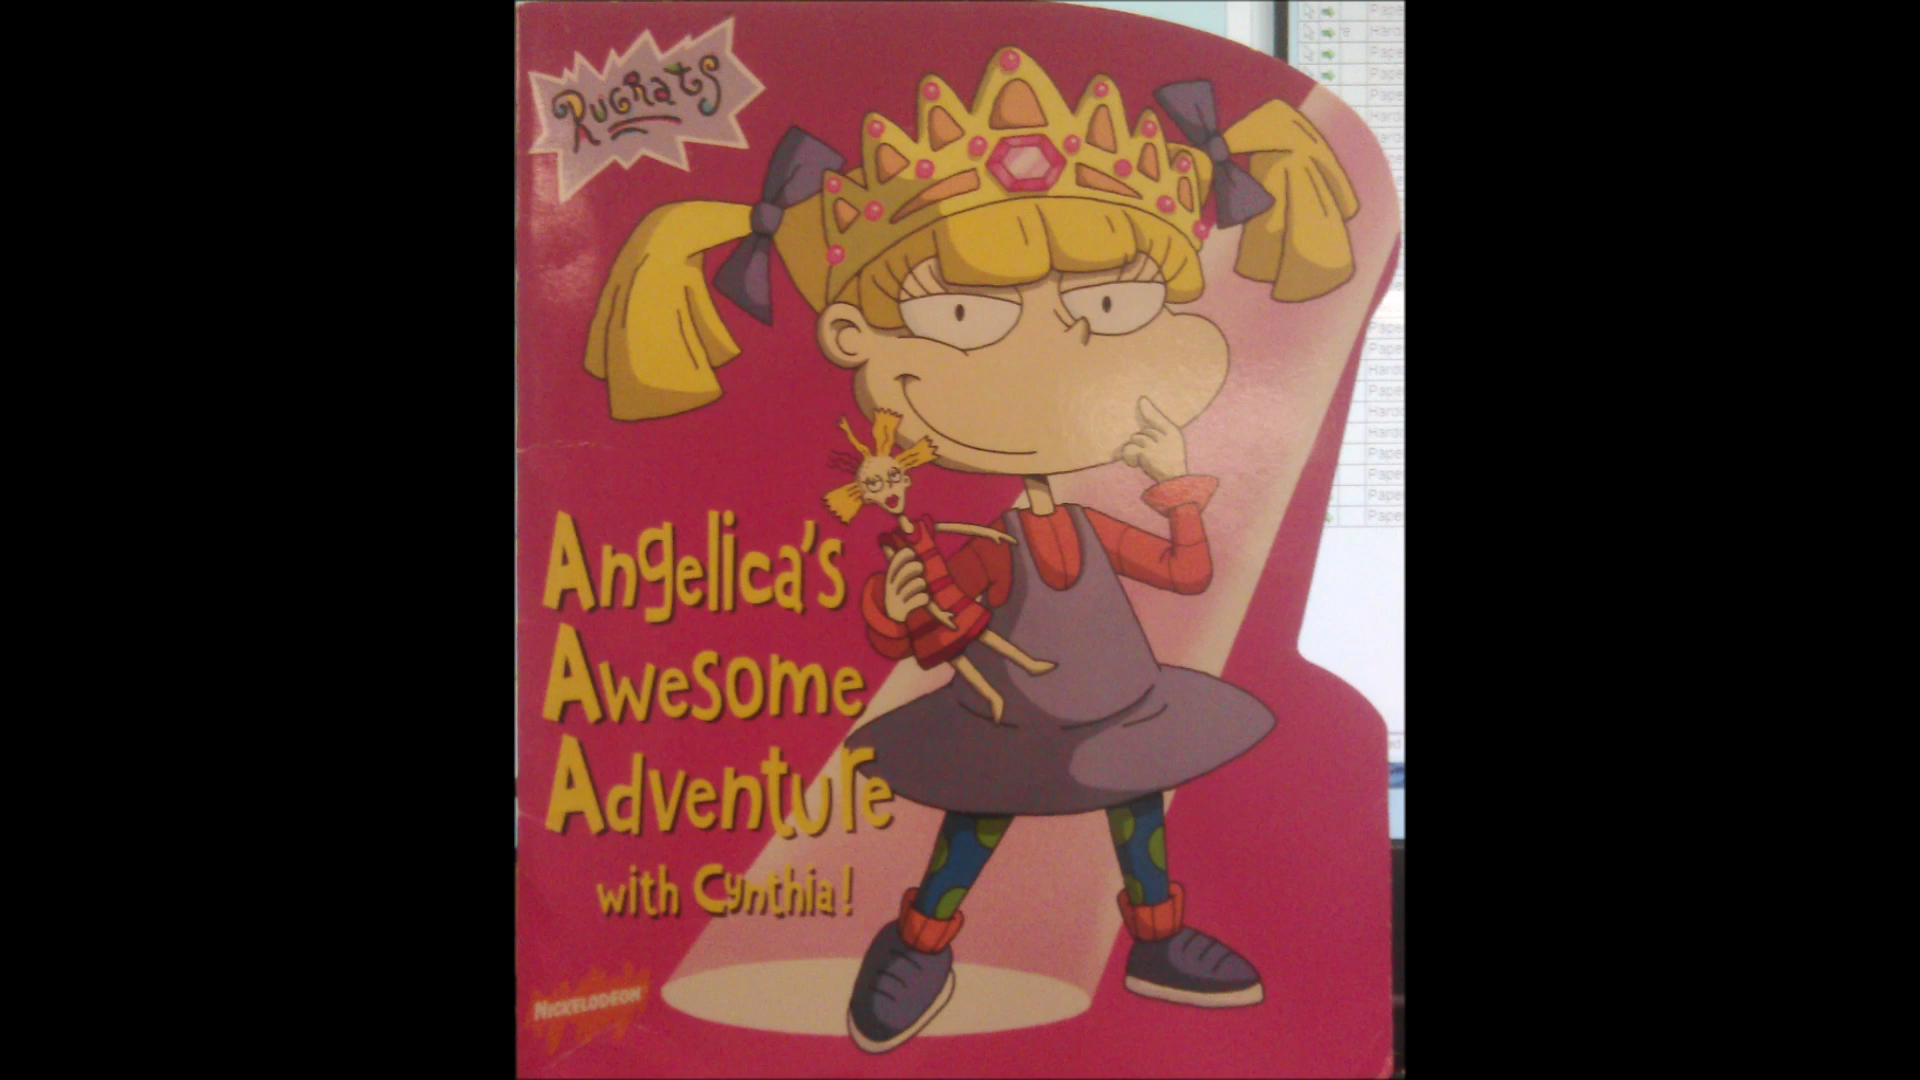 RUGRATS
Angelica's
Awesome
Adventure
with Cynthia!
NICKELODEON